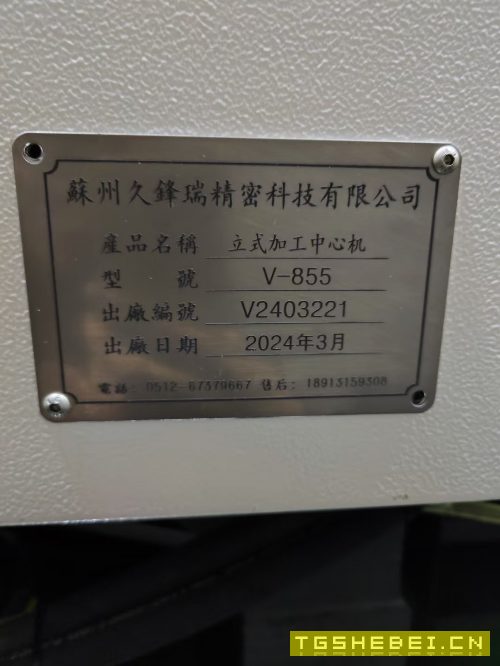 蘇州久鋒瑞精密科技有限公司
産品名稱 立式加工中心机
型號 V-855
出廠編號 V2403221
出廠日期 2024年3月
電話: 0512-67379667 售后: 18913159308
TGSHEBEI.CN